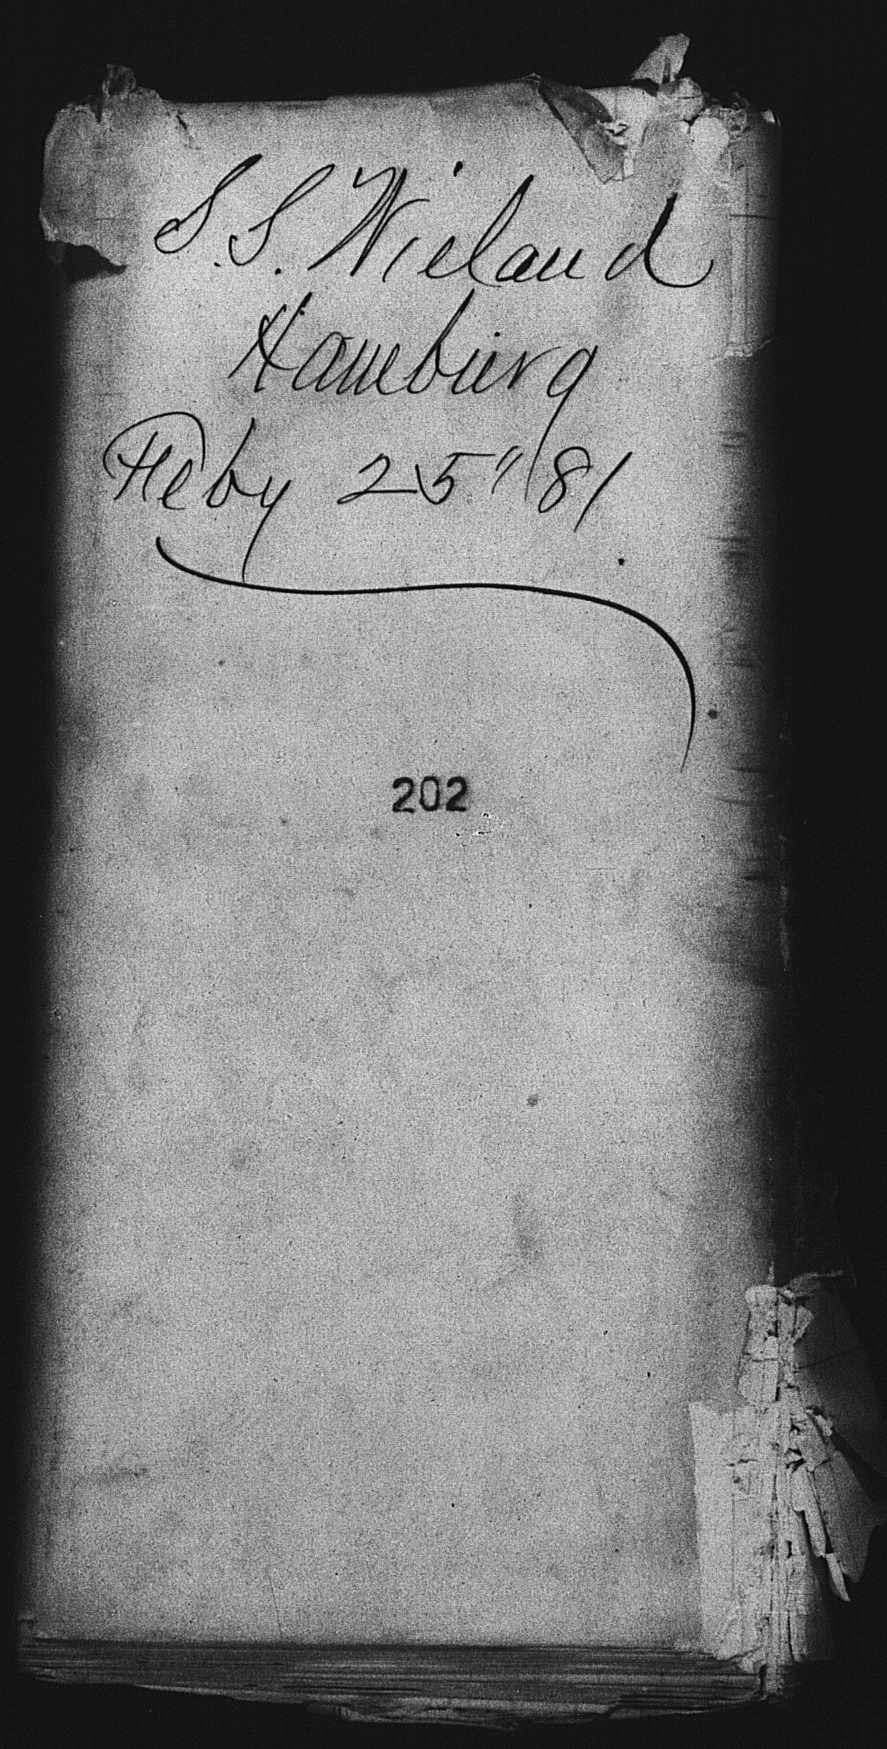 S.S. Wieland
Hamburg
Feby 25" 81.
202